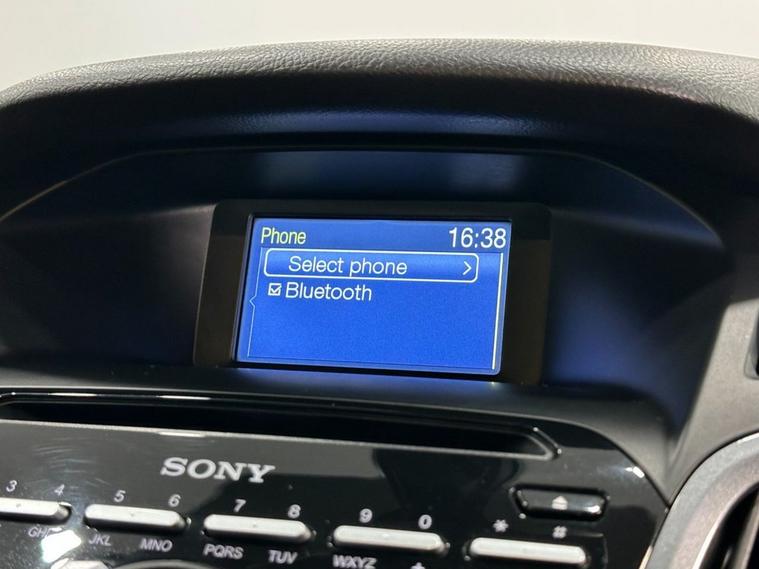 Phone 16:38
Select phone >
Bluetooth
SONY
3 4 5 6 7 8 9 0 * #
GHI JKL MNO PQRS TUV WXYZ +